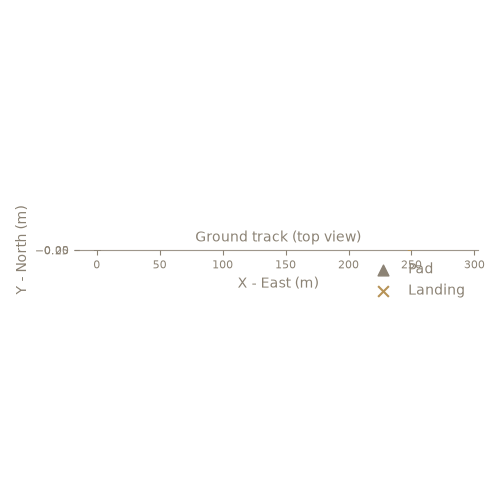 Ground track (top view)
Y - North (m)
0 50 100 150 200 250 300
X - East (m)
Pad
Landing